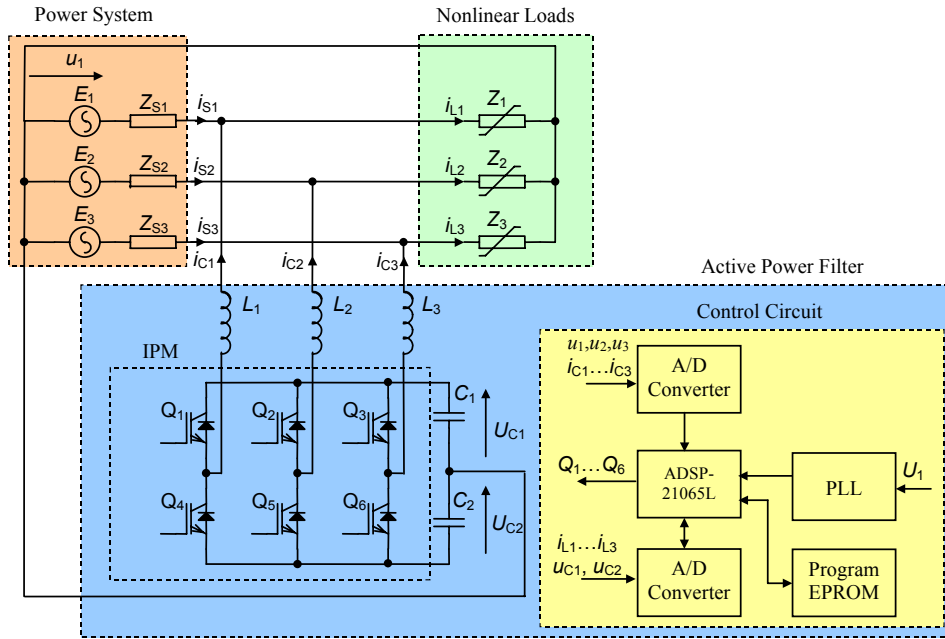 Power System
Nonlinear Loads
u1
E1
ZS1
iS1
iL1
Z1
E2
ZS2
iS2
iL2
Z2
E3
ZS3
iS3
iL3
Z3
iC1
iC2
iC3
Active Power Filter
L1
L2
L3
Control Circuit
IPM
u1,u2,u3
iC1...iC3
A/D
Converter
C1
UC1
Q1
Q2
Q3
Q1...Q6
ADSP-
21065L
PLL
U1
C2
UC2
Q4
Q5
Q6
iL1...iL3
uC1, uC2
A/D
Converter
Program
EPROM